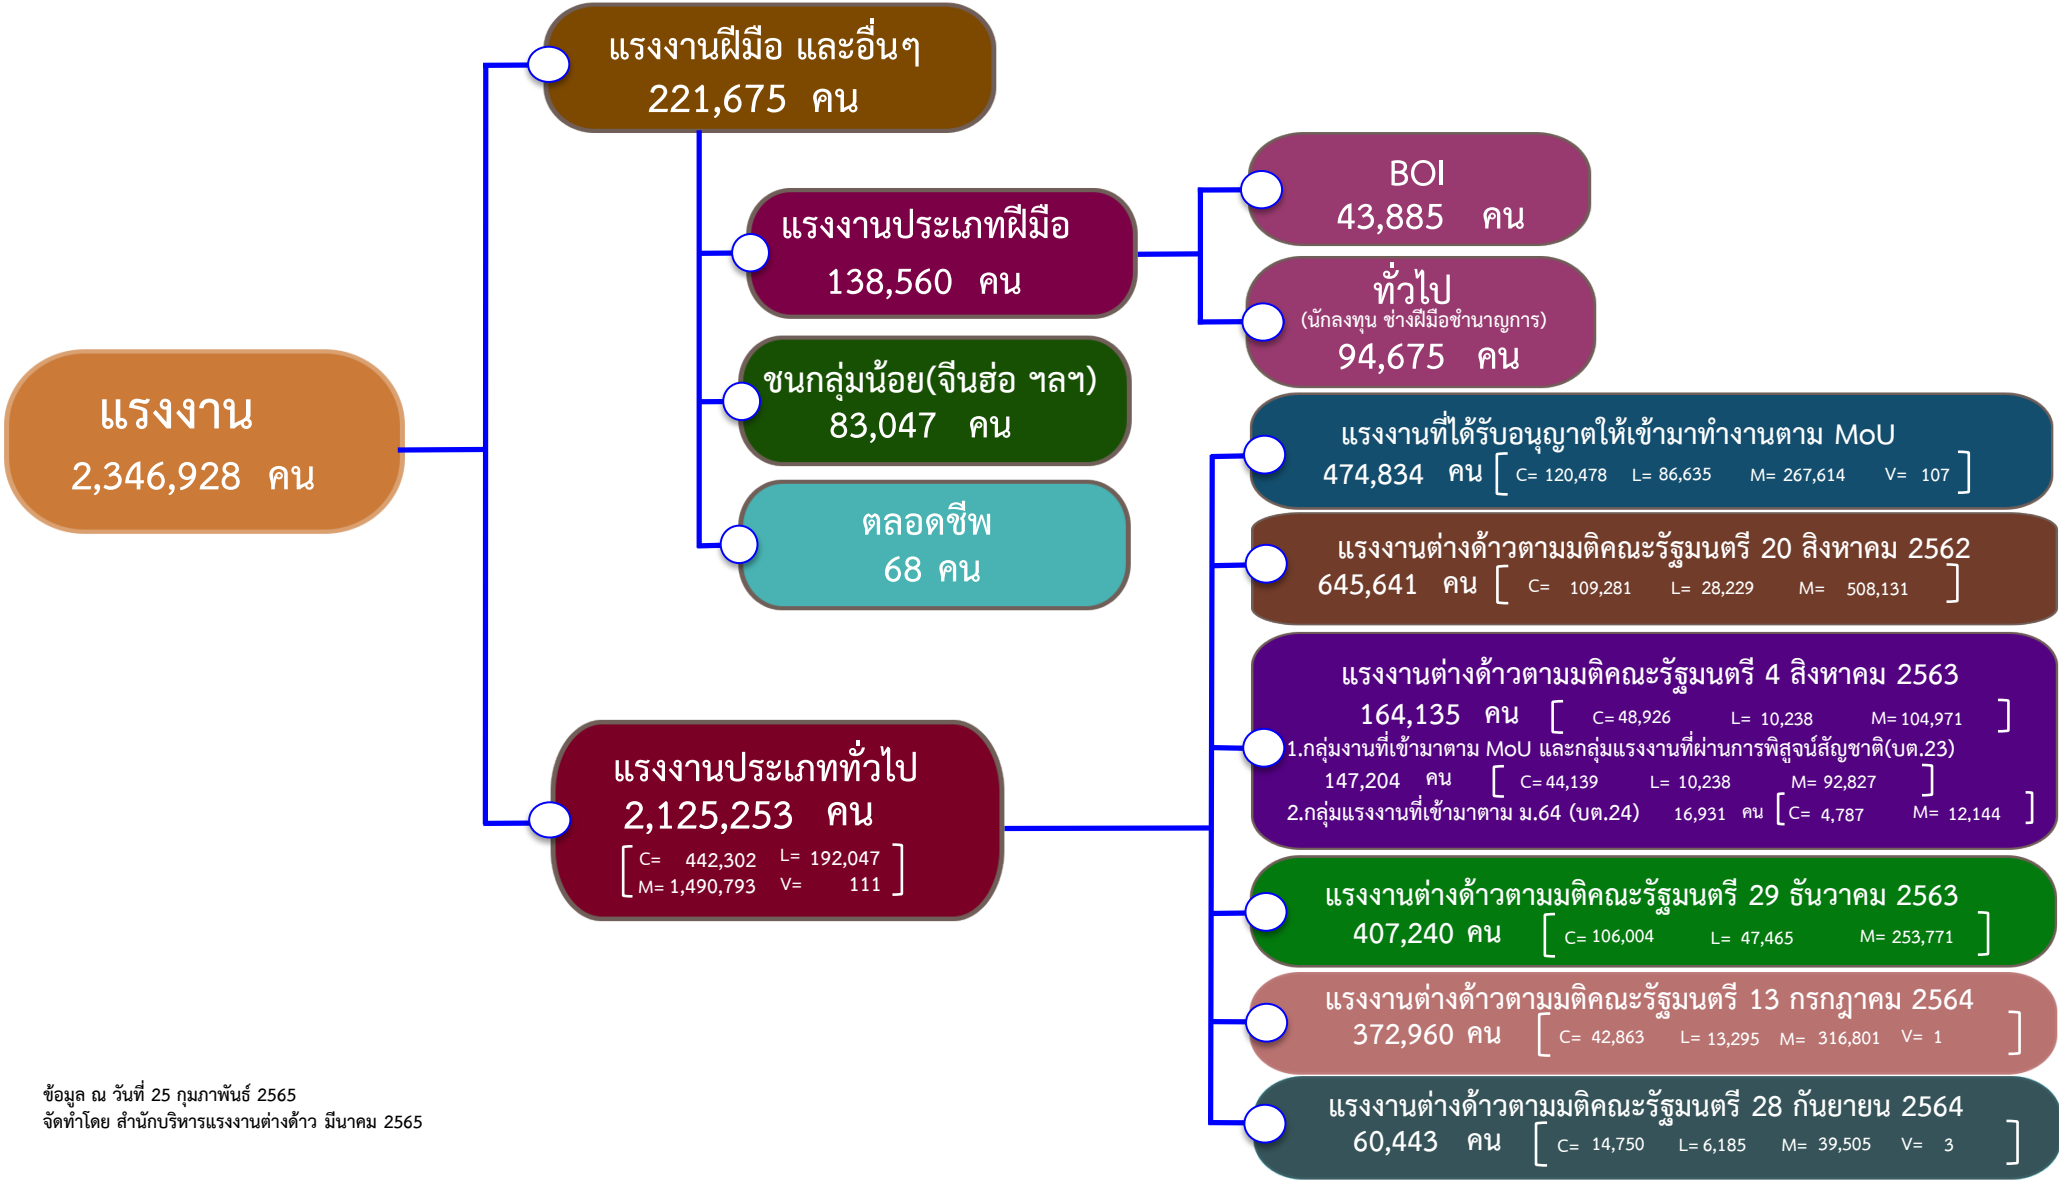 แรงงานฝีมือ และอื่นๆ
221,675 คน
BOI
43,885 คน
แรงงานประเภทฝีมือ
138,560 คน
ทั่วไป
(นักลงทุน ช่างฝีมือชำนาญการ)
94,675 คน
ชนกลุ่มน้อย(จีนฮ่อ ฯลฯ)
83,047 คน
ตลอดชีพ
68 คน
แรงงาน
2,346,928 คน
แรงงานประเภททั่วไป
2,125,253 คน
[ C= 442,302 L= 192,047
M= 1,490,793 V= 111 ]
แรงงานที่ได้รับอนุญาตให้เข้ามาทำงานตาม MoU
474,834 คน [ C= 120,478 L= 86,635 M= 267,614 V= 107 ]
แรงงานต่างด้าวตามมติคณะรัฐมนตรี 20 สิงหาคม 2562
645,641 คน [ C= 109,281 L= 28,229 M= 508,131 ]
แรงงานต่างด้าวตามมติคณะรัฐมนตรี 4 สิงหาคม 2563
164,135 คน [ C= 48,926 L= 10,238 M= 104,971 ]
1.กลุ่มงานที่เข้ามาตาม MoU และกลุ่มแรงงานที่ผ่านการพิสูจน์สัญชาติ(บต.23)
147,204 คน [ C= 44,139 L= 10,238 M= 92,827 ]
2.กลุ่มแรงงานที่เข้ามาตาม ม.64 (บต.24) 16,931 คน [ C= 4,787 M= 12,144 ]
แรงงานต่างด้าวตามมติคณะรัฐมนตรี 29 ธันวาคม 2563
407,240 คน [ C= 106,004 L= 47,465 M= 253,771 ]
แรงงานต่างด้าวตามมติคณะรัฐมนตรี 13 กรกฎาคม 2564
372,960 คน [ C= 42,863 L= 13,295 M= 316,801 V= 1 ]
แรงงานต่างด้าวตามมติคณะรัฐมนตรี 28 กันยายน 2564
60,443 คน [ C= 14,750 L= 6,185 M= 39,505 V= 3 ]
ข้อมูล ณ วันที่ 25 กุมภาพันธ์ 2565
จัดทำโดย สำนักบริหารแรงงานต่างด้าว มีนาคม 2565